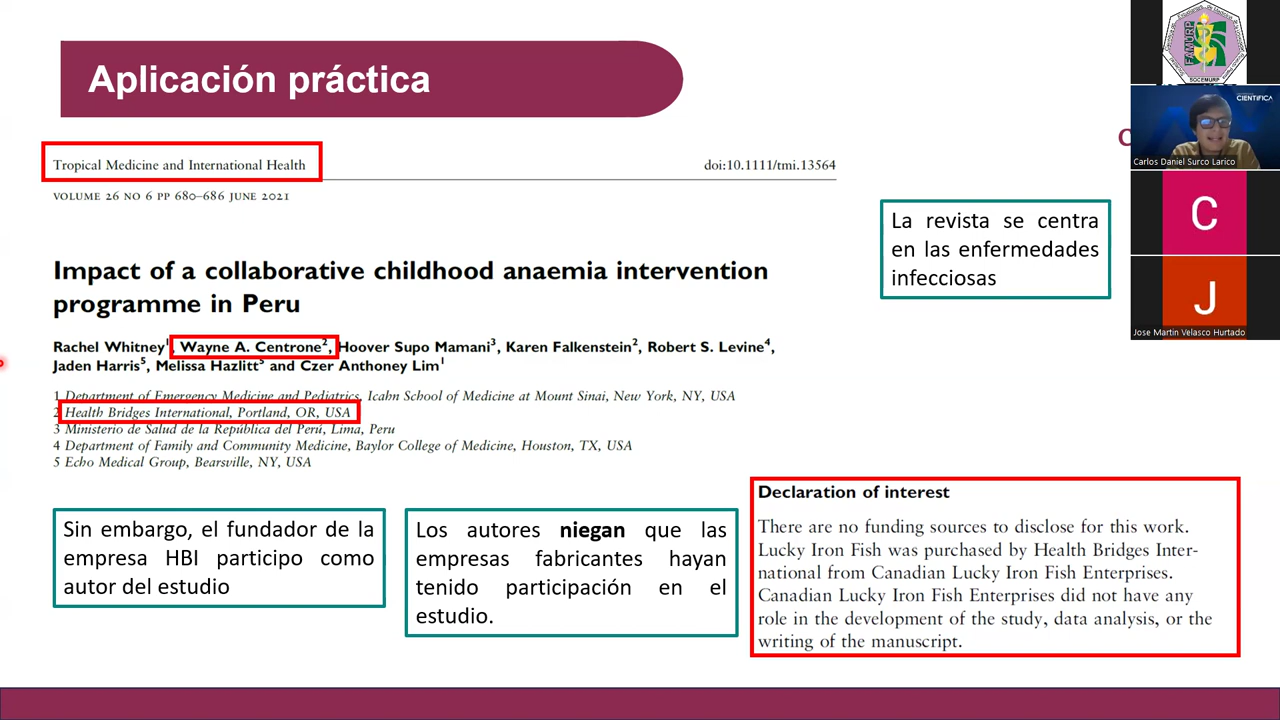 Aplicación práctica
Tropical Medicine and International Health
doi:10.1111/tmi.13564
VOLUME 26 NO 6 PP 680–686 JUNE 2021
La revista se centra
en las enfermedades
infecciosas
Impact of a collaborative childhood anaemia intervention
programme in Peru
Rachel Whitney1, Wayne A. Centrone2, Hoover Supo Mamani3, Karen Falkenstein2, Robert S. Levine4,
Jaden Harris5, Melissa Hazlitt5 and Czer Anthoney Lim1
1 Department of Emergency Medicine and Pediatrics, Icahn School of Medicine at Mount Sinai, New York, NY, USA
2 Health Bridges International, Portland, OR, USA
3 Ministerio de Salud de la República del Perú, Lima, Peru
4 Department of Family and Community Medicine, Baylor College of Medicine, Houston, TX, USA
5 Echo Medical Group, Bearsville, NY, USA
Sin embargo, el fundador de la
empresa HBI participo como
autor del estudio
Los autores niegan que las
empresas fabricantes hayan
tenido participación en el
estudio.
Declaration of interest
There are no funding sources to disclose for this work.
Lucky Iron Fish was purchased by Health Bridges Inter-
national from Canadian Lucky Iron Fish Enterprises.
Canadian Lucky Iron Fish Enterprises did not have any
role in the development of the study, data analysis, or the
writing of the manuscript.
FAMURP
SOCEMURP
CIENTÍFICA
Carlos Daniel Surco Larico
C
J
Jose Martin Velasco Hurtado